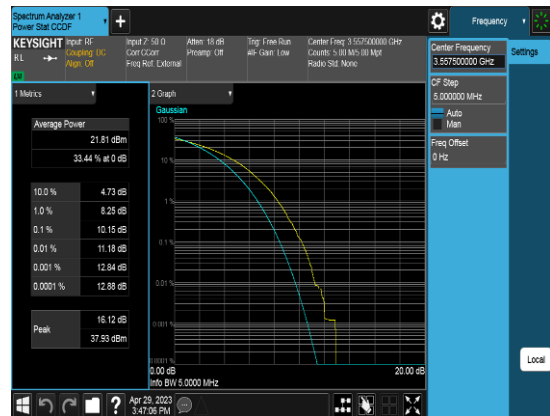 Spectrum Analyzer 1
Power Stat CCDF
Frequency
KEYSIGHT
RL
Input: RF
Coupling: DC
Align: Off
Input Z: 50 Ω
Corr CCorr
Freq Ref: External
Atten: 18 dB
Preamp: Off
Trig: Free Run
#IF Gain: Low
Center Freq: 3.557500000 GHz
Counts: 5.00 M/5.00 Mpt
Radio Std: None
Center Frequency
3.557500000 GHz
Settings
CF Step
5.000000 MHz
Auto
Man
Freq Offset
0 Hz
1 Metrics
Average Power
21.81 dBm
33.44 % at 0 dB
10.0 % 4.73 dB
1.0 % 8.25 dB
0.1 % 10.15 dB
0.01 % 11.18 dB
0.001 % 12.84 dB
0.0001 % 12.88 dB
Peak
16.12 dB
37.93 dBm
2 Graph
Gaussian
100 %
10 %
1 %
0.1 %
0.01 %
0.001 %
0.0001 %
0.00 dB
20.00 dB
Info BW 5.0000 MHz
Local
?
Apr 29, 2023
3:47:06 PM